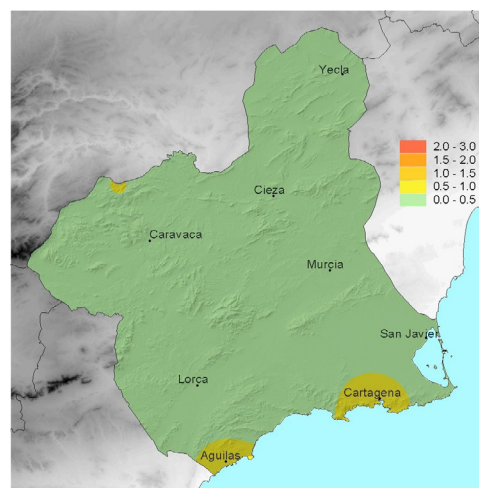 Yecla
2.0 - 3.0
1.5 - 2.0
1.0 - 1.5
0.5 - 1.0
0.0 - 0.5
Cieza
Caravaca
Murcia
San Javier
Lorca
Cartagena
Aguilas